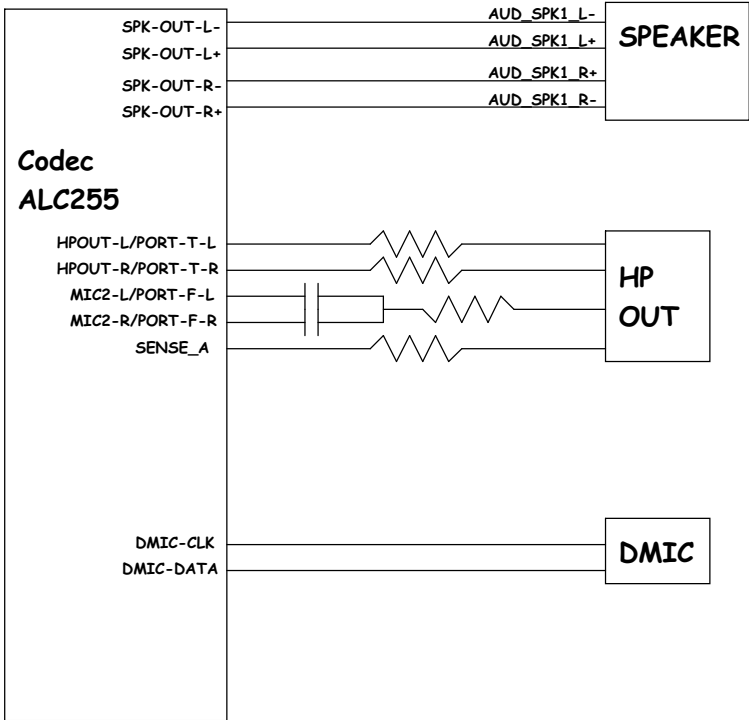 SPK-OUT-L-
SPK-OUT-L+
SPK-OUT-R-
SPK-OUT-R+
AUD_SPK1_L-
AUD_SPK1_L+
AUD_SPK1_R+
AUD_SPK1_R-
SPEAKER
Codec
ALC255
HPOUT-L/PORT-T-L
HPOUT-R/PORT-T-R
MIC2-L/PORT-F-L
MIC2-R/PORT-F-R
SENSE_A
HP
OUT
DMIC-CLK
DMIC-DATA
DMIC